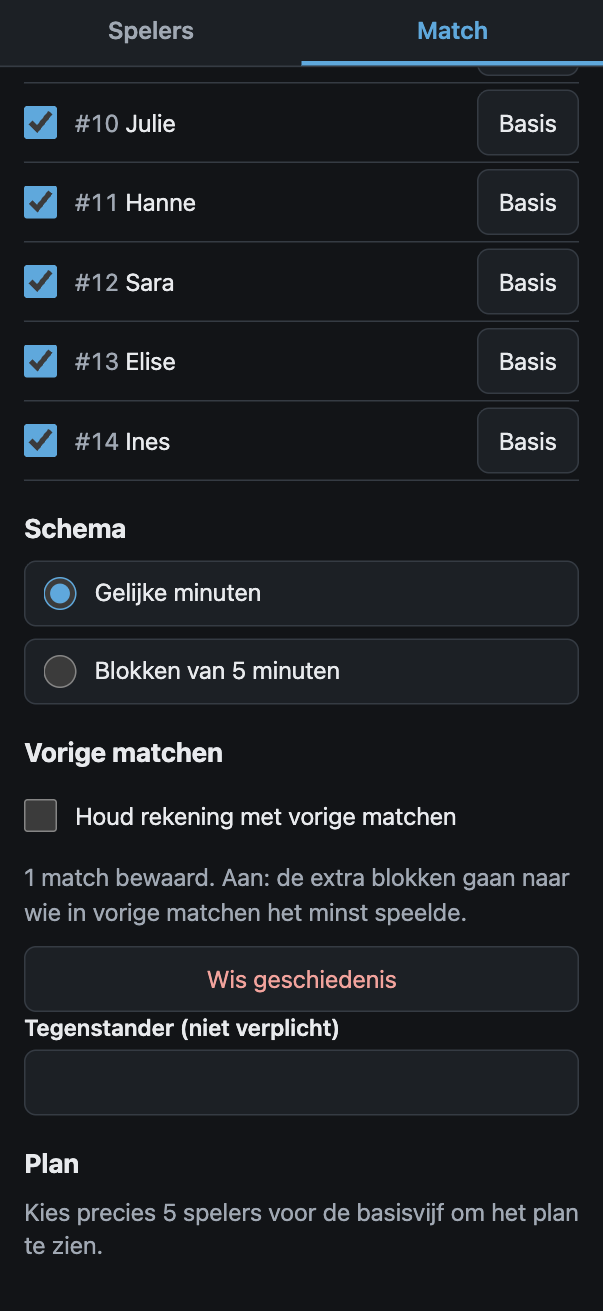 Spelers Match
#10 Julie Basis
#11 Hanne Basis
#12 Sara Basis
#13 Elise Basis
#14 Ines Basis
Schema
Gelijke minuten
Blokken van 5 minuten
Vorige matchen
Houd rekening met vorige matchen
1 match bewaard. Aan: de extra blokken gaan naar
wie in vorige matchen het minst speelde.
Wis geschiedenis
Tegenstander (niet verplicht)
Plan
Kies precies 5 spelers voor de basisvijf om het plan
te zien.